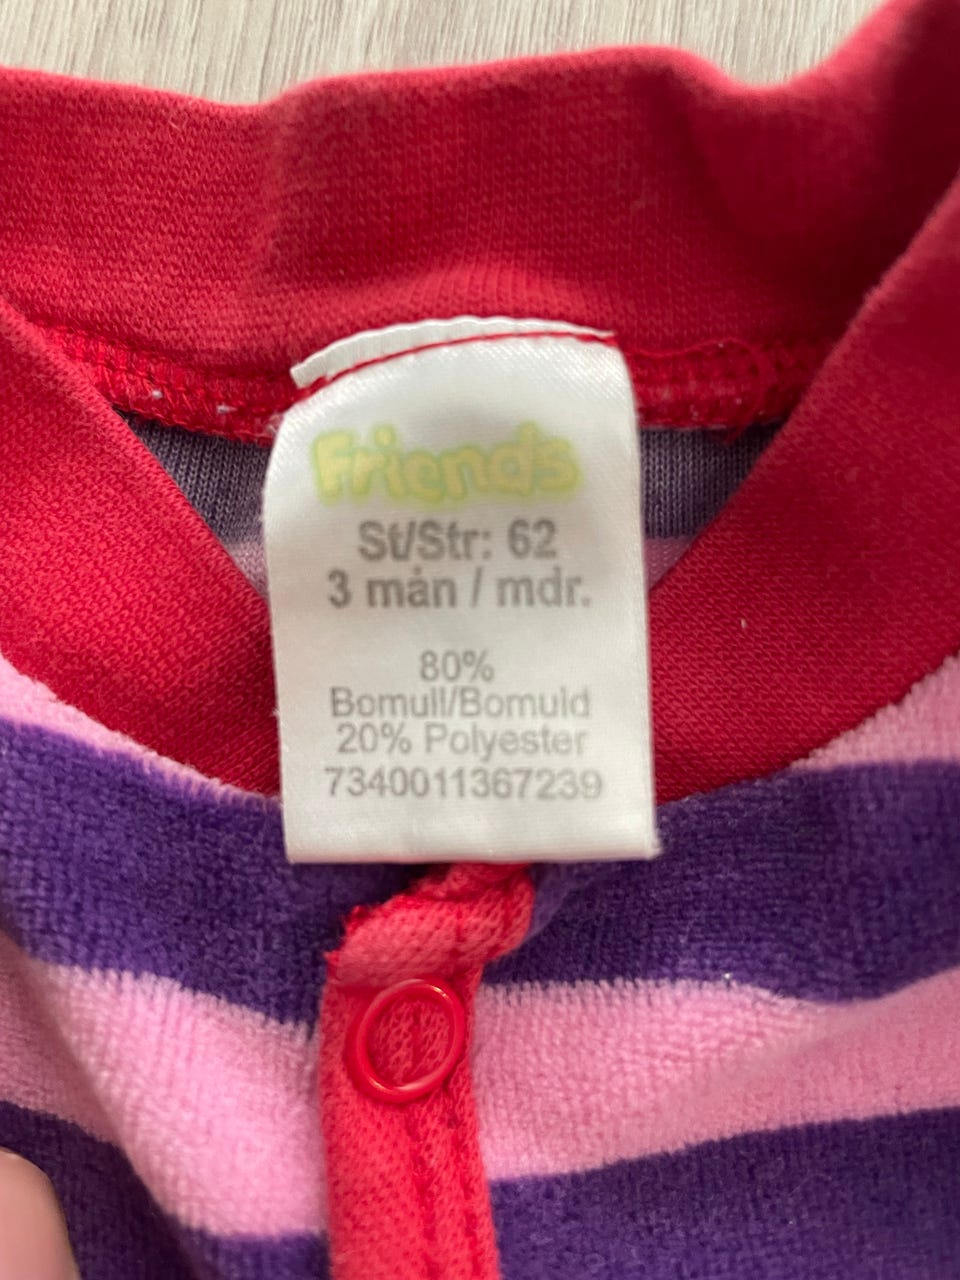 Friends
St/Str: 62
3 mån / mdr.
80%
Bomull/Bomuld
20% Polyester
7340011367239